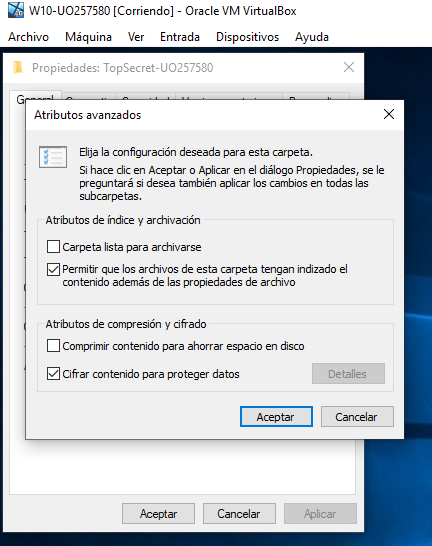 W10-UO257580 [Corriendo] - Oracle VM VirtualBox
Archivo Máquina Ver Entrada Dispositivos Ayuda
Propiedades: TopSecret-UO257580
General
Atributos avanzados
Elija la configuración deseada para esta carpeta.
Si hace clic en Aceptar o Aplicar en el diálogo Propiedades, se le
preguntará si desea también aplicar los cambios en todas las
subcarpetas.
Atributos de índice y archivación
Carpeta lista para archivarse
Permitir que los archivos de esta carpeta tengan indizado el
contenido además de las propiedades de archivo
Atributos de compresión y cifrado
Comprimir contenido para ahorrar espacio en disco
Cifrar contenido para proteger datos
Detalles
Aceptar Cancelar
Aceptar Cancelar Aplicar